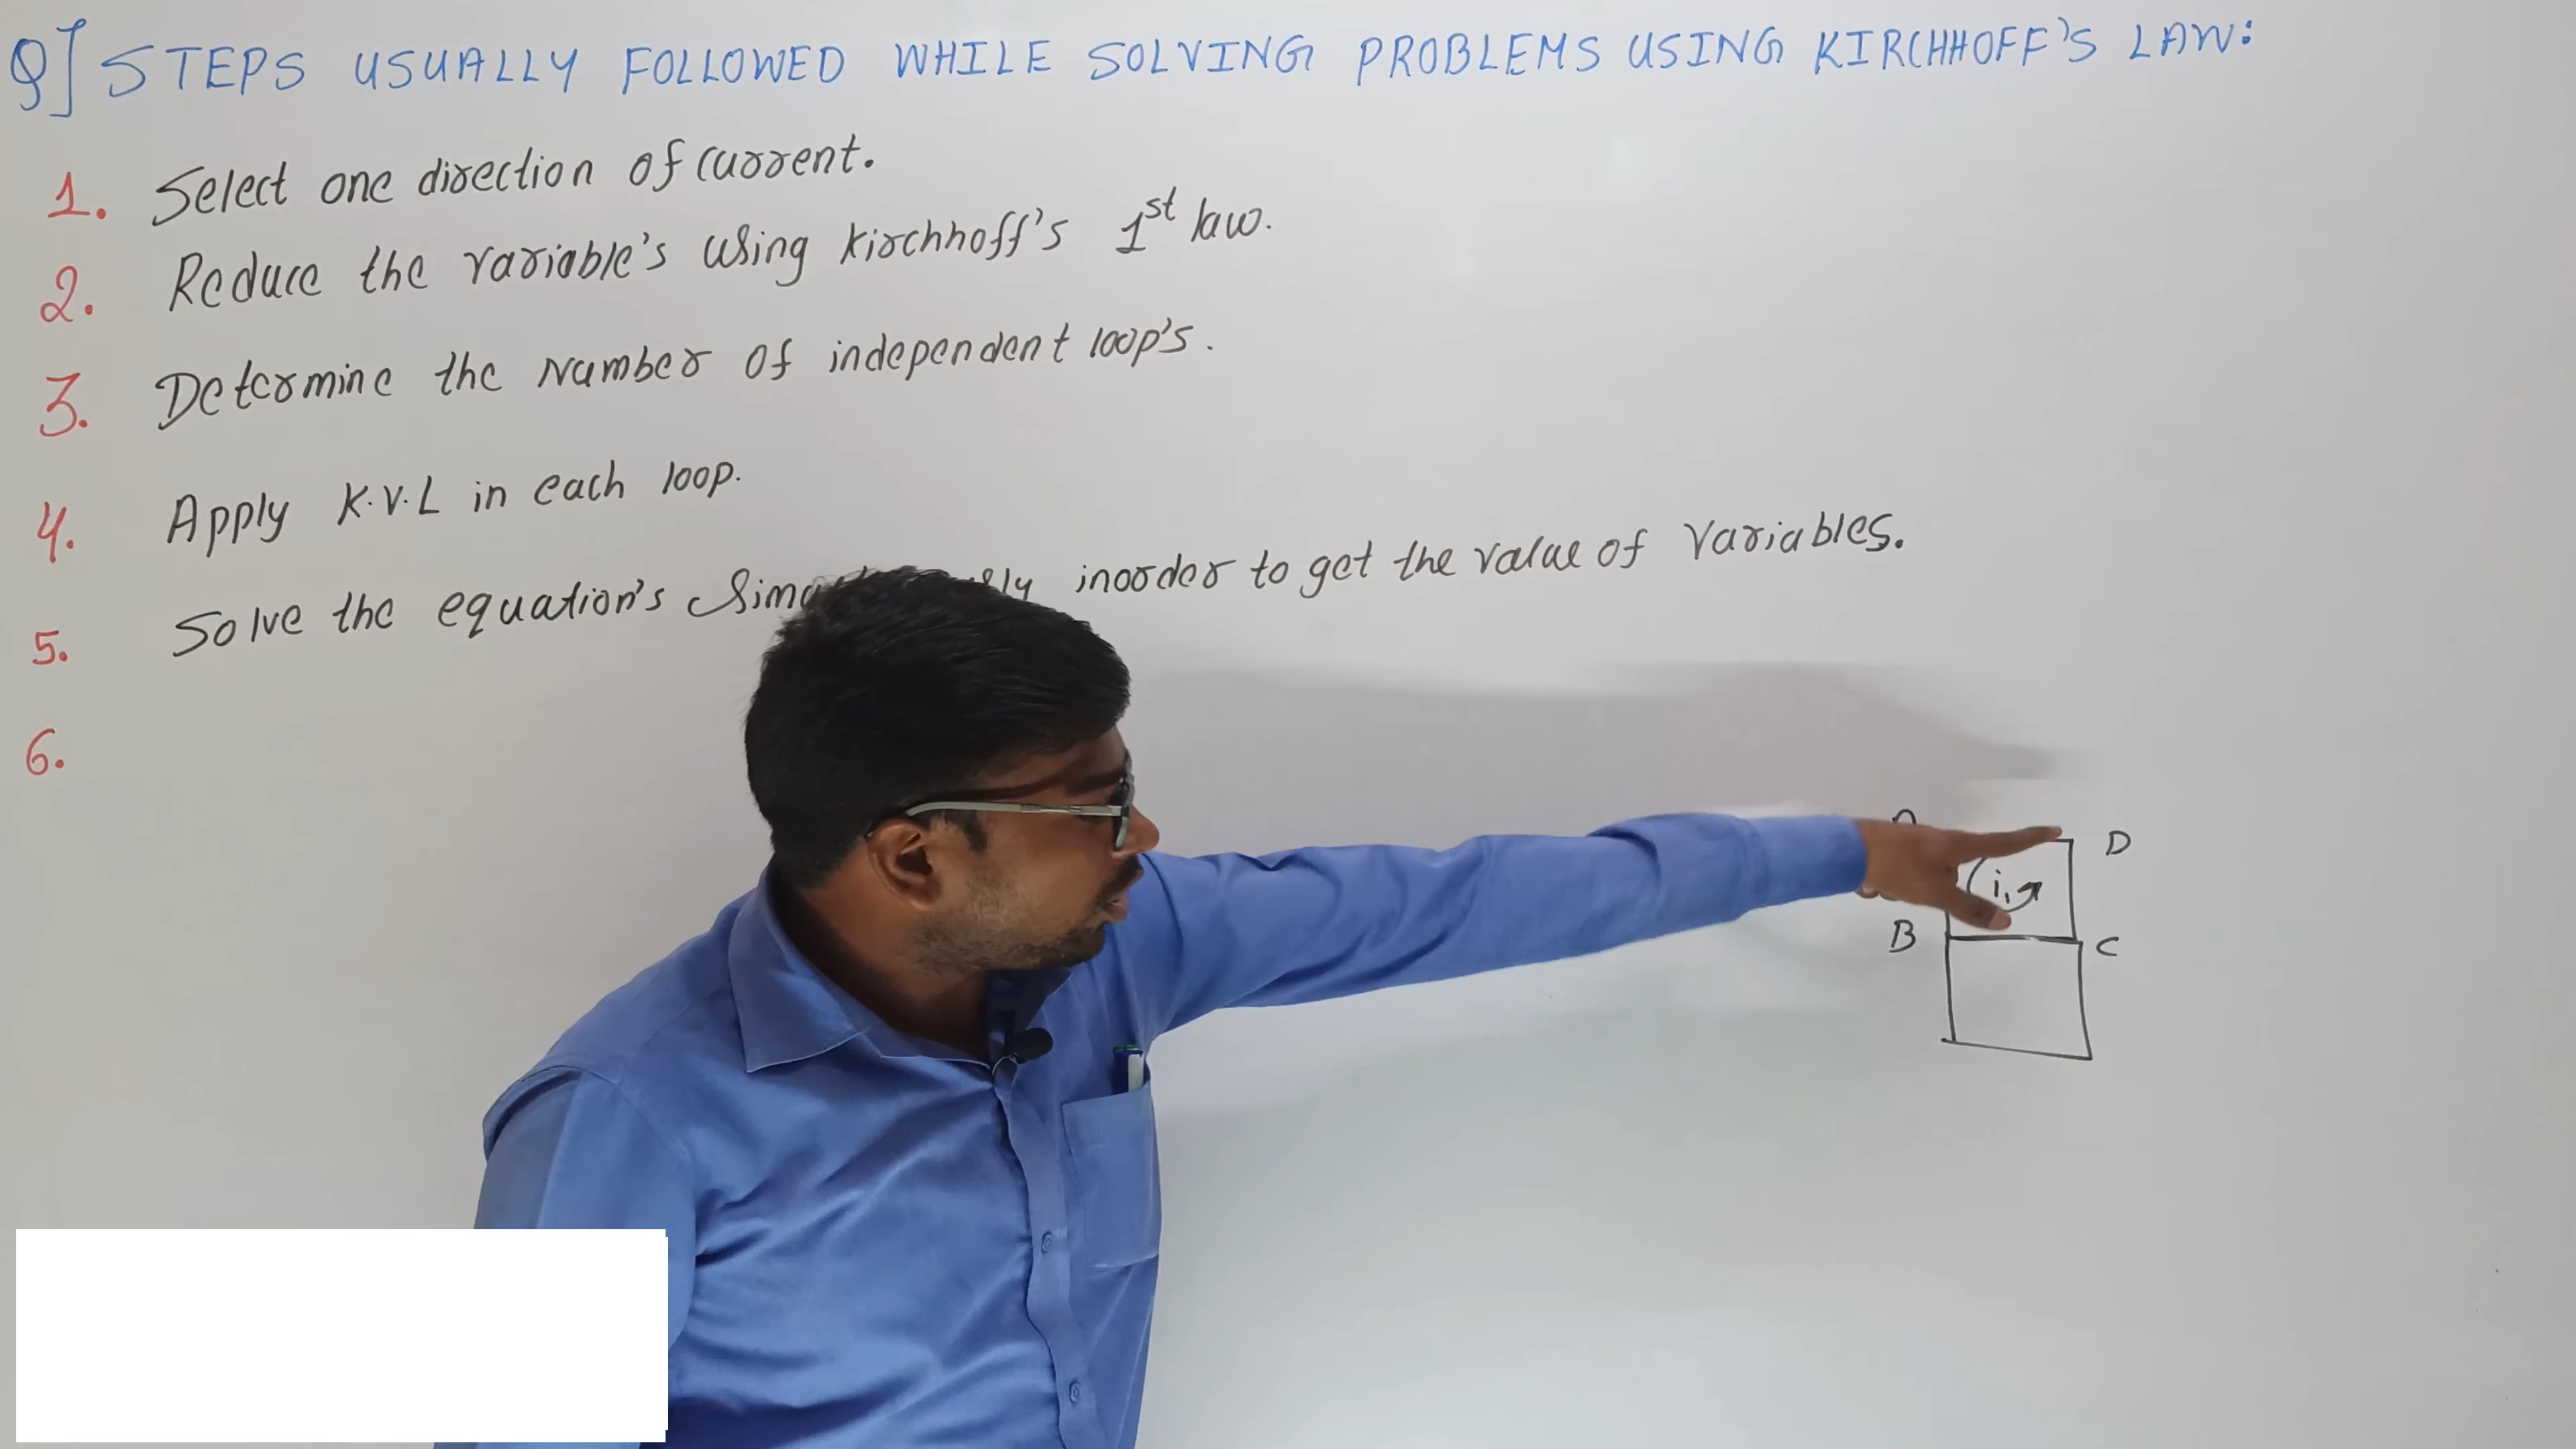 Q] STEPS USUALLY FOLLOWED WHILE SOLVING PROBLEMS USING KIRCHHOFF'S LAW:
1. Select one direction of current.
2. Reduce the variable's using kirchhoff's 1st law.
3. Determine the number of independent loop's.
4. Apply K.V.L in each loop.
5. Solve the equation's inorder to get the value of variables.
6.
D
i1
B
C